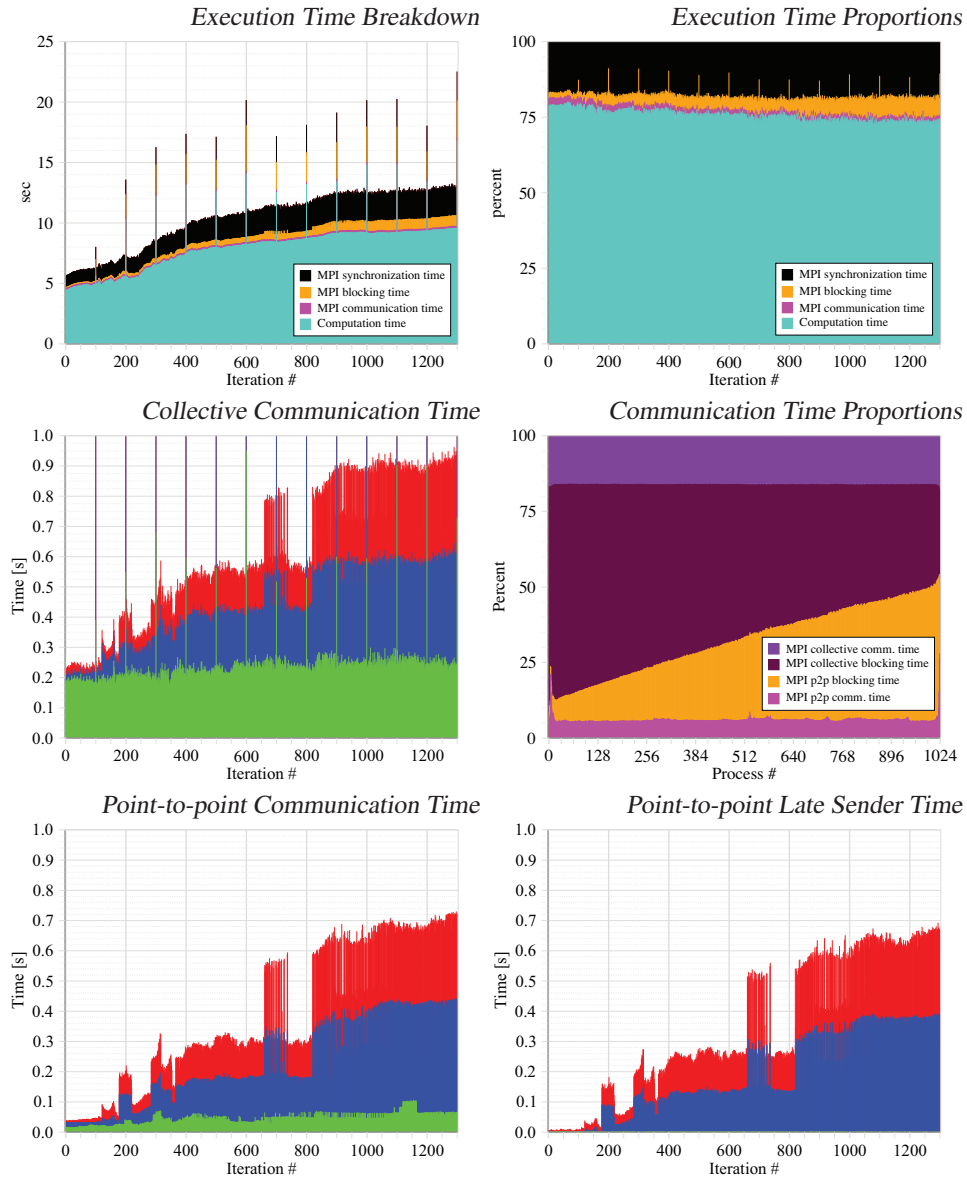 Execution Time Breakdown
25
20
15
10
5
0
sec
MPI synchronization time
MPI blocking time
MPI communication time
Computation time
0 200 400 600 800 1000 1200
Iteration #
Execution Time Proportions
100
75
50
25
0
percent
MPI synchronization time
MPI blocking time
MPI communication time
Computation time
0 200 400 600 800 1000 1200
Iteration #
Collective Communication Time
1.0
0.9
0.8
0.7
0.6
0.5
0.4
0.3
0.2
0.1
0.0
Time [s]
0 200 400 600 800 1000 1200
Iteration #
Communication Time Proportions
100
75
50
25
0
Percent
MPI collective comm. time
MPI collective blocking time
MPI p2p blocking time
MPI p2p comm. time
0 128 256 384 512 640 768 896 1024
Process #
Point-to-point Communication Time
1.0
0.9
0.8
0.7
0.6
0.5
0.4
0.3
0.2
0.1
0.0
Time [s]
0 200 400 600 800 1000 1200
Iteration #
Point-to-point Late Sender Time
1.0
0.9
0.8
0.7
0.6
0.5
0.4
0.3
0.2
0.1
0.0
Time [s]
0 200 400 600 800 1000 1200
Iteration #